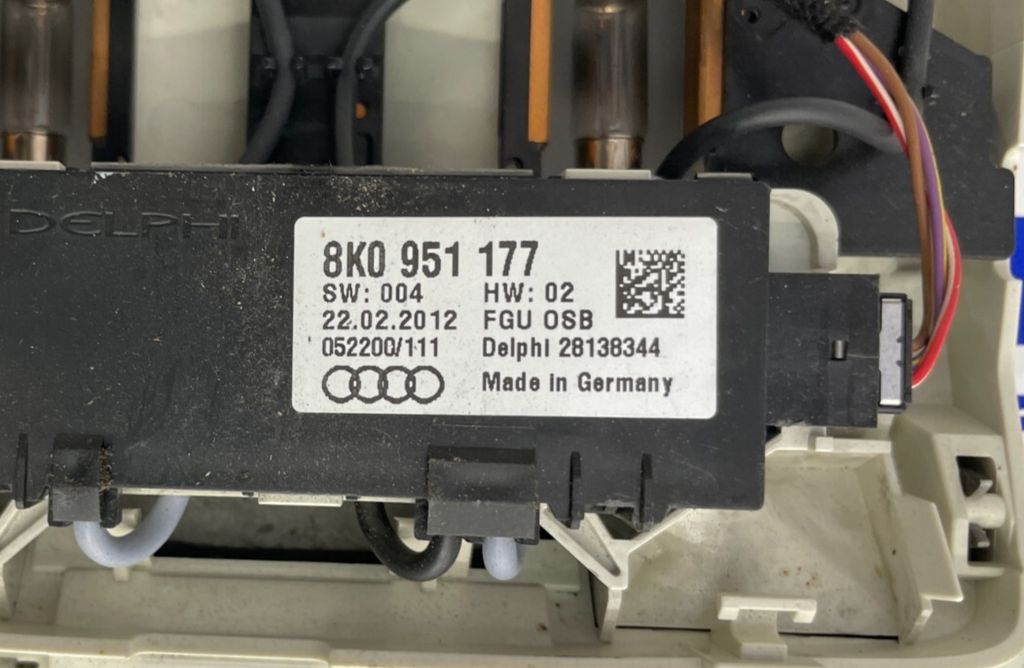 DELPHI
8K0 951 177
SW: 004 HW: 02
22.02.2012 FGU OSB
052200/111 Delphi 28138344
Made in Germany